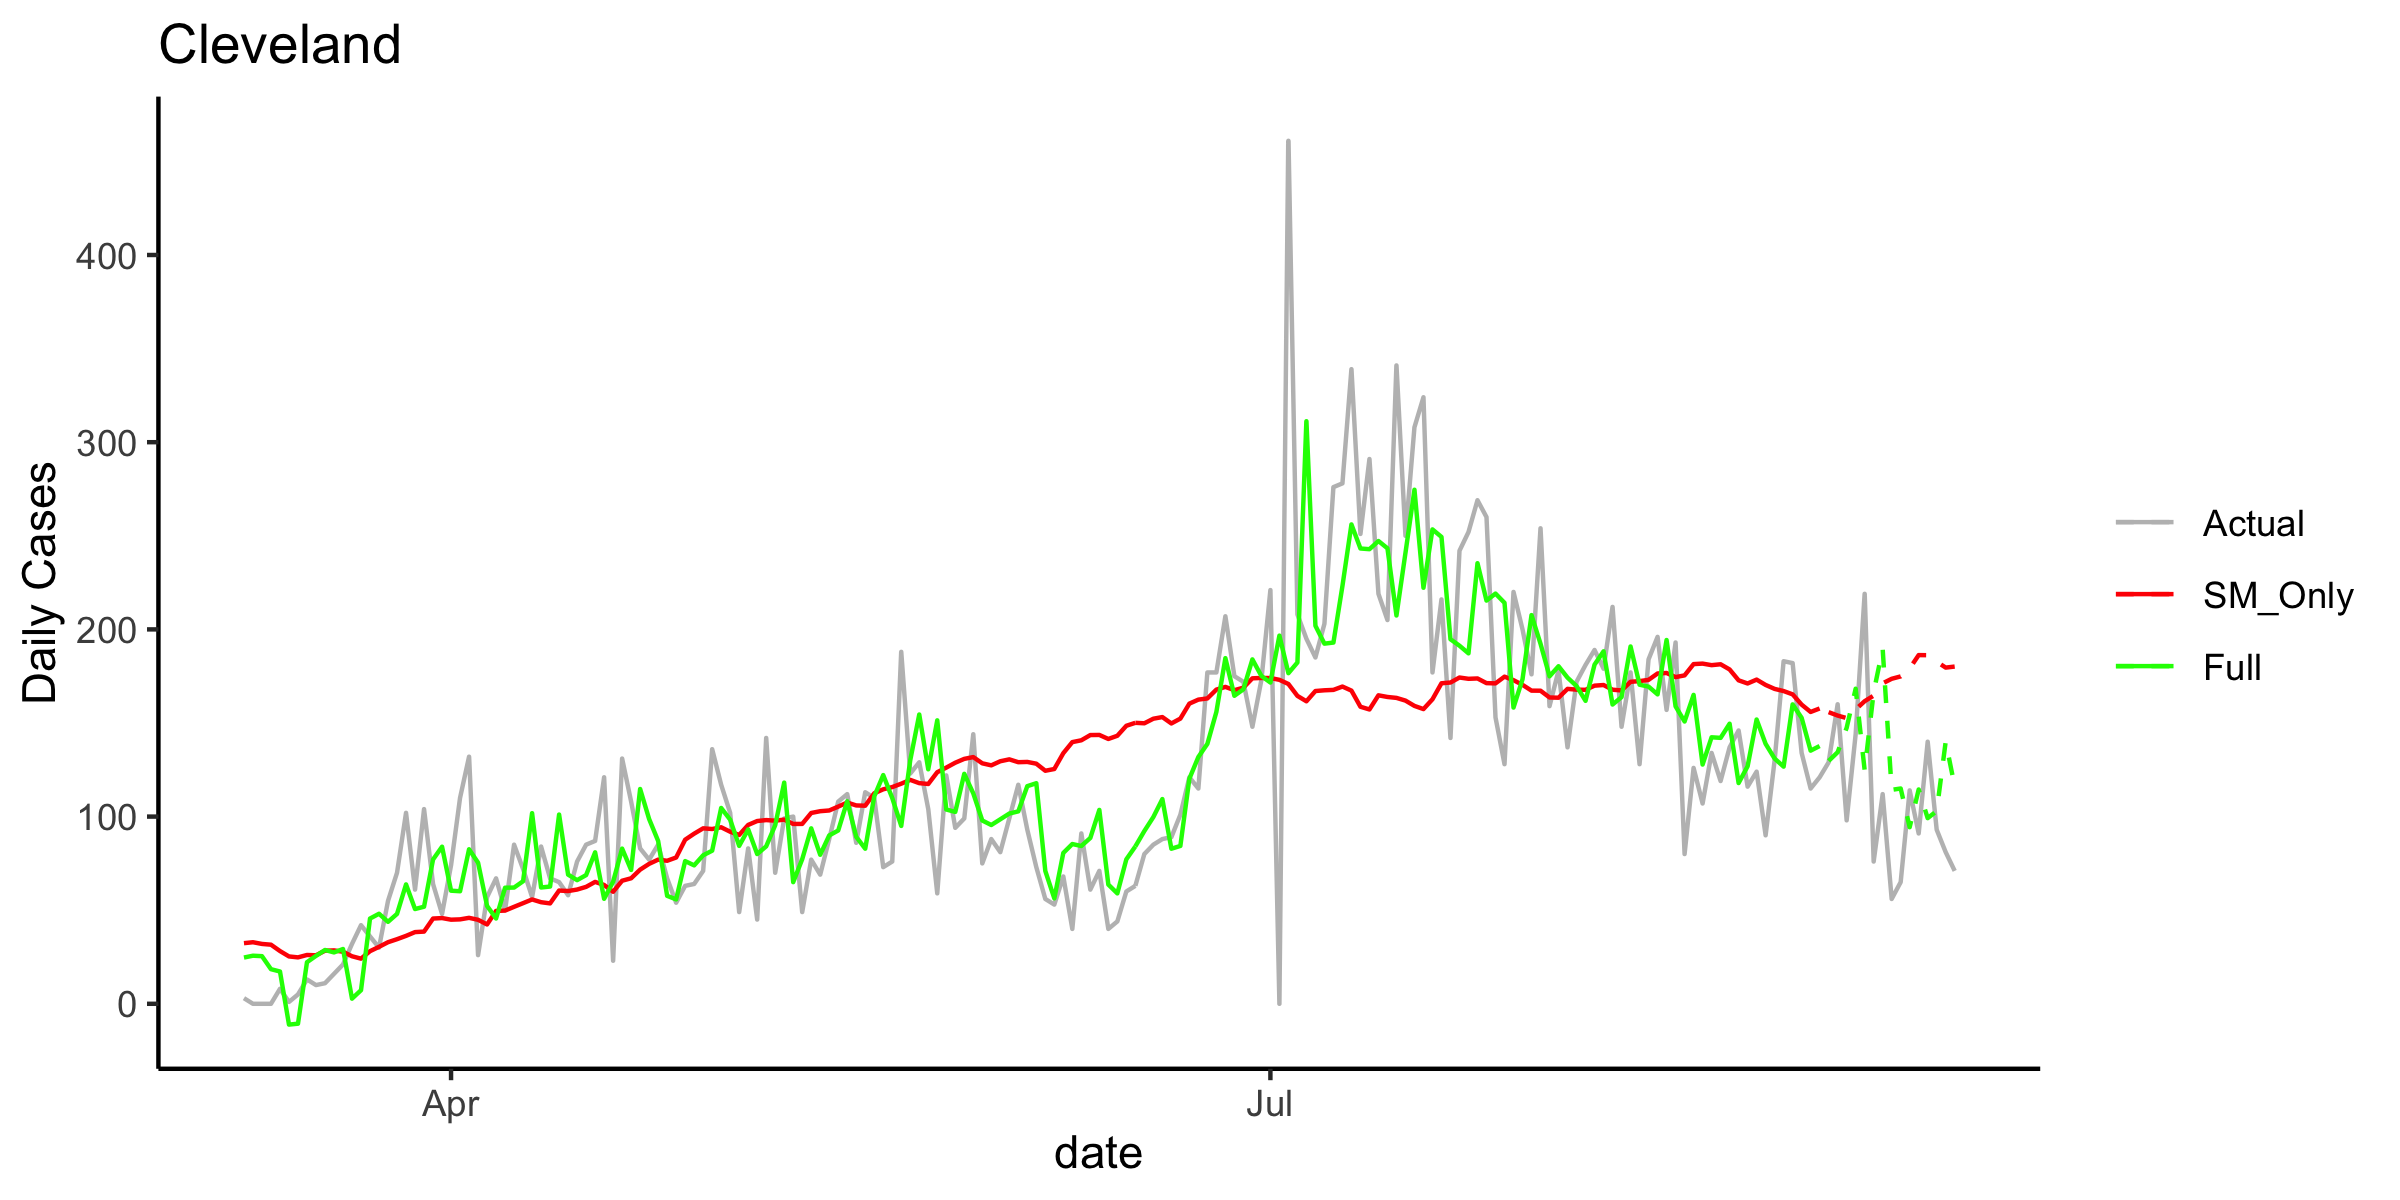 Cleveland
Daily Cases
400
300
200
100
0
Apr
Jul
date
Actual
SM_Only
Full